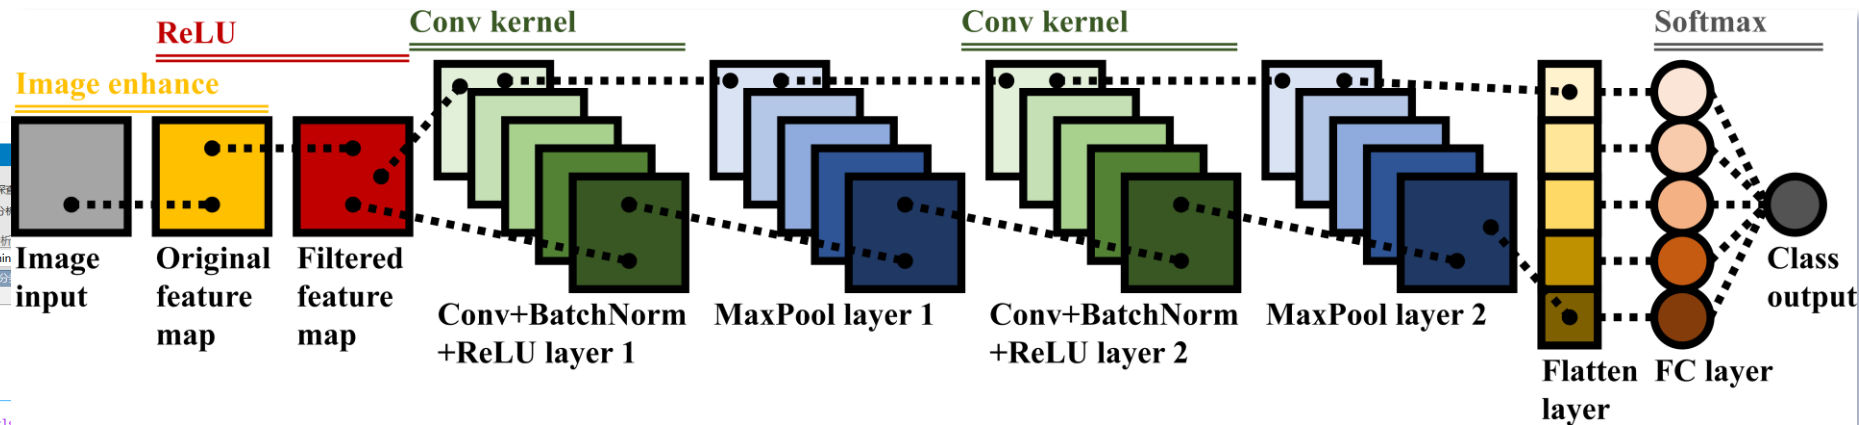 ReLU
Conv kernel
Conv kernel
Softmax
Image enhance
Image
input
Original
feature
map
Filtered
feature
map
Conv+BatchNorm
+ReLU layer 1
MaxPool layer 1
Conv+BatchNorm
+ReLU layer 2
MaxPool layer 2
Flatten
layer
FC layer
Class
output